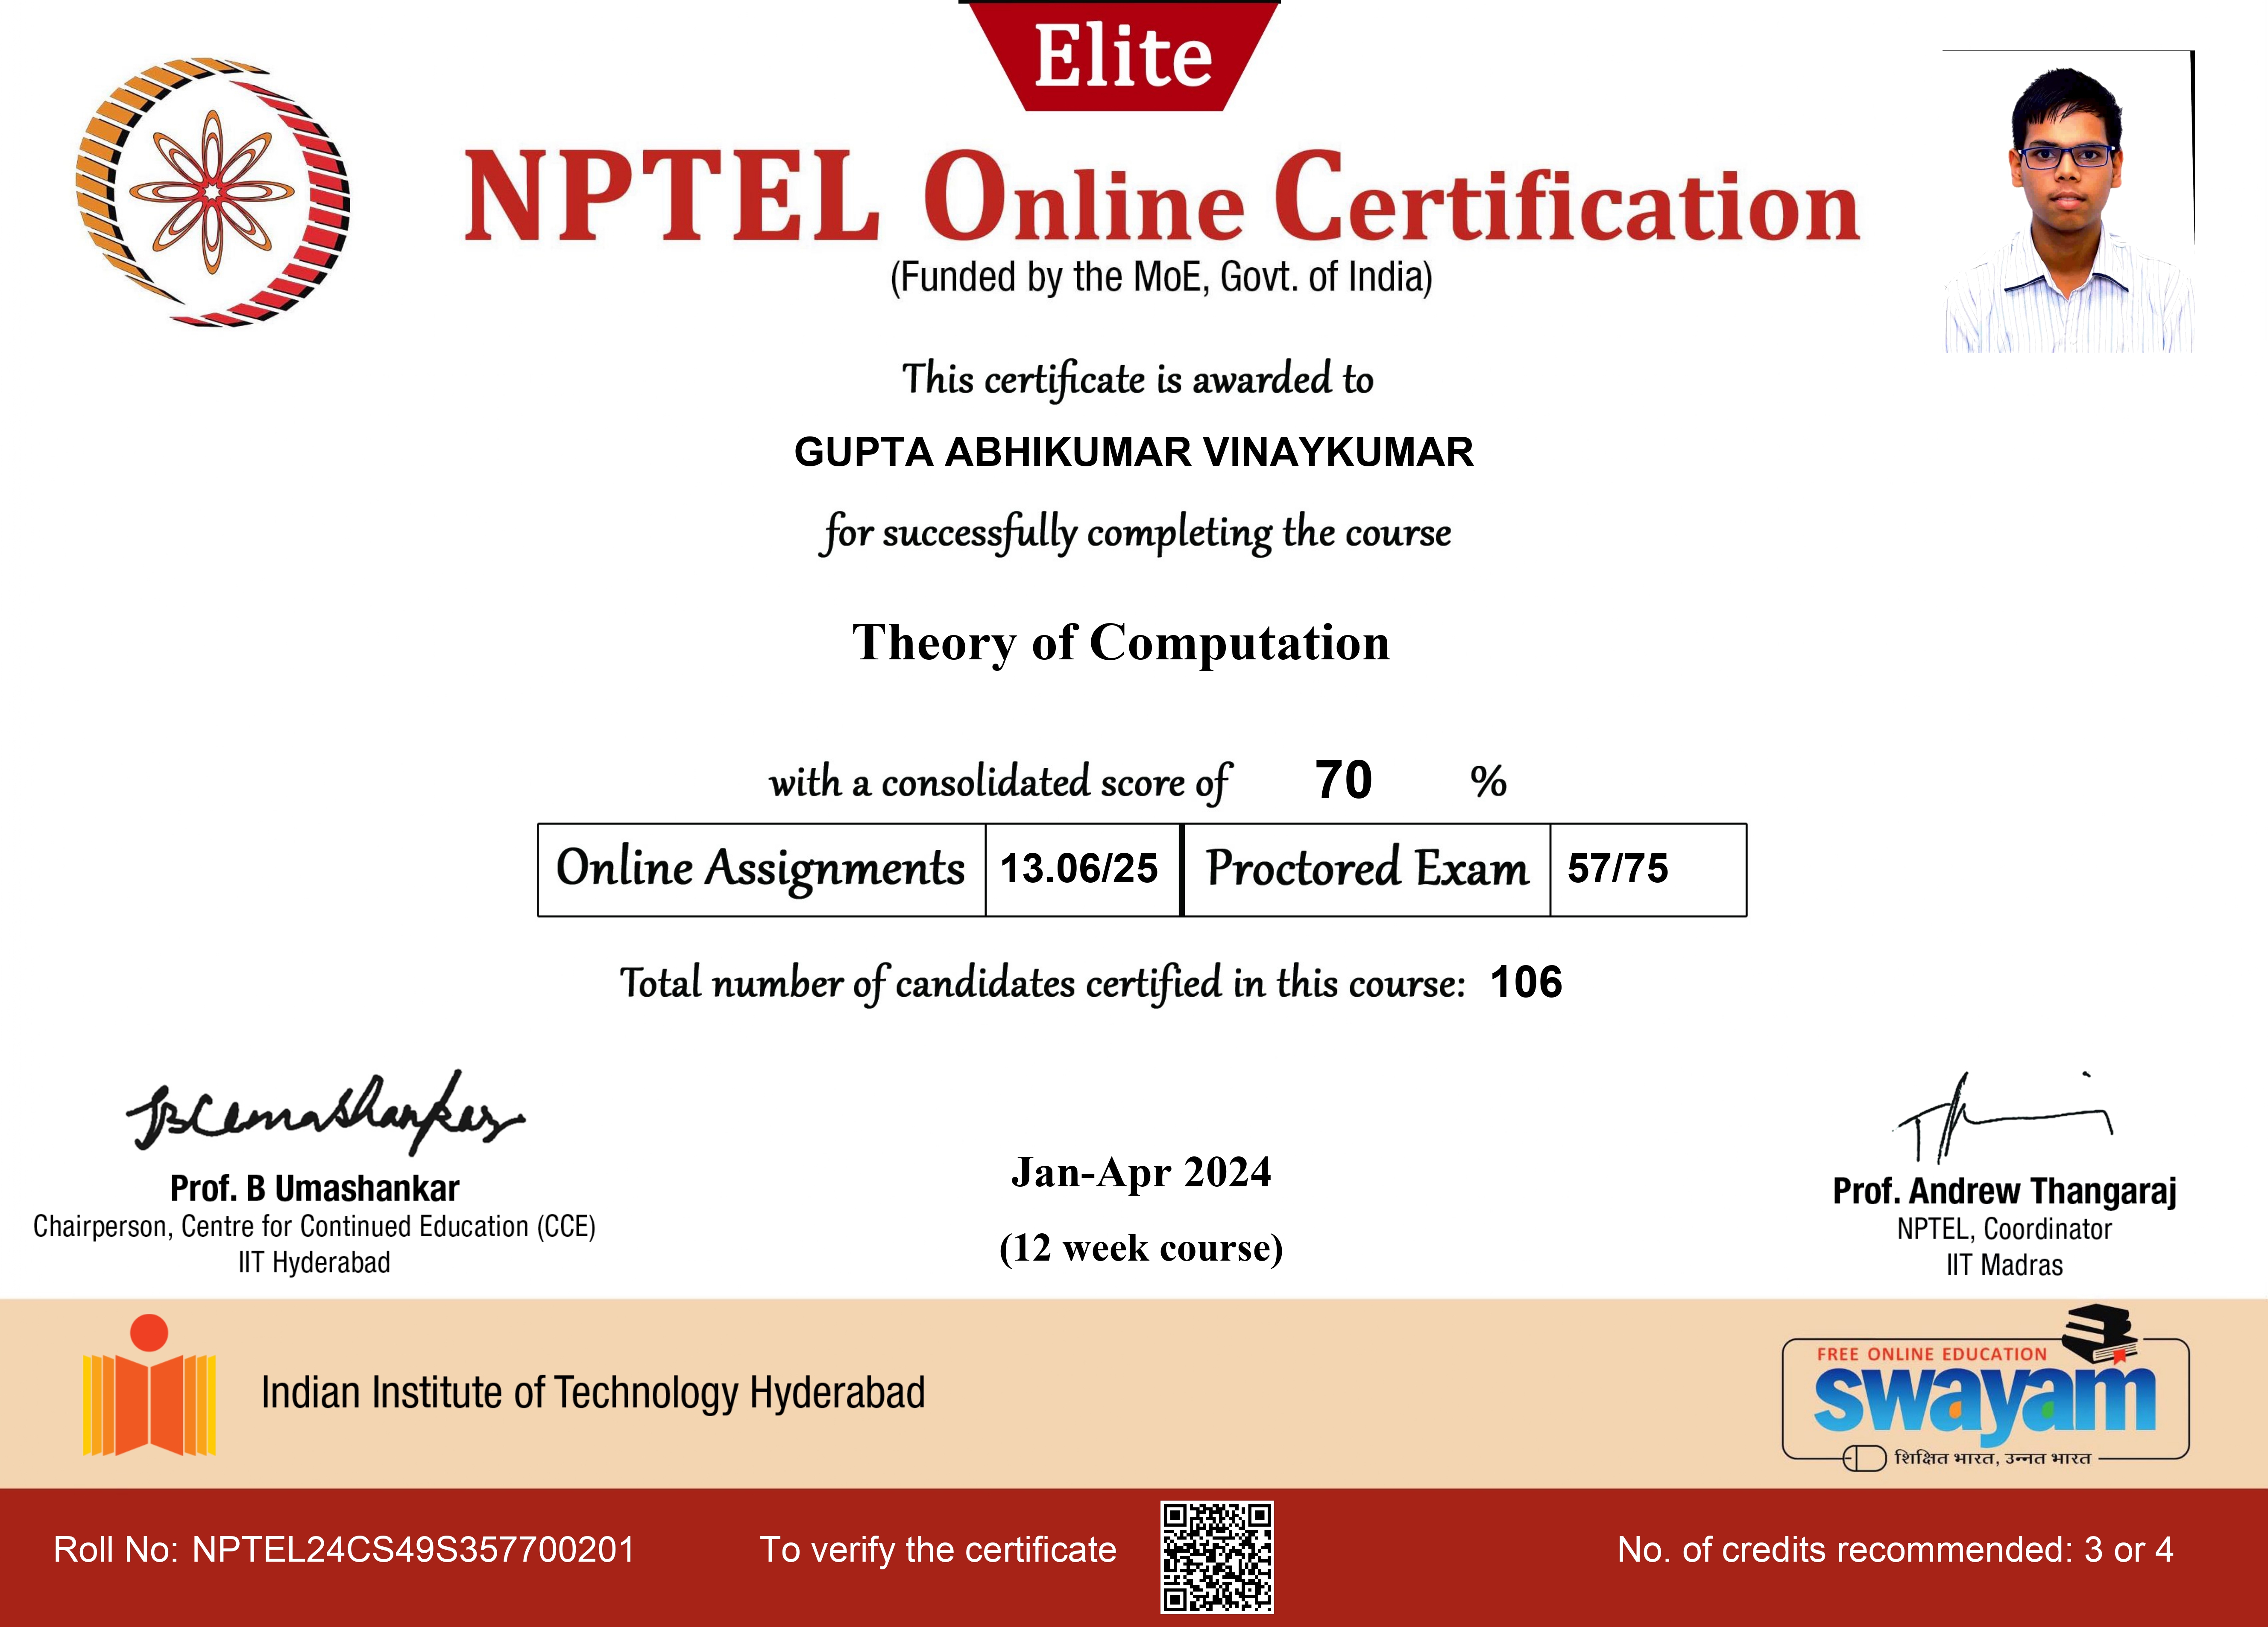 Elite
NPTEL Online Certification
(Funded by the MoE, Govt. of India)
This certificate is awarded to
GUPTA ABHIKUMAR VINAYKUMAR
for successfully completing the course
Theory of Computation
with a consolidated score of 70 %
Online Assignments 13.06/25 Proctored Exam 57/75
Total number of candidates certified in this course: 106
Prof. B Umashankar
Chairperson, Centre for Continued Education (CCE)
IIT Hyderabad
Jan-Apr 2024
(12 week course)
Prof. Andrew Thangaraj
NPTEL, Coordinator
IIT Madras
Indian Institute of Technology Hyderabad
FREE ONLINE EDUCATION
swayam
शिक्षित भारत, उन्नत भारत
Roll No: NPTEL24CS49S357700201
To verify the certificate
No. of credits recommended: 3 or 4